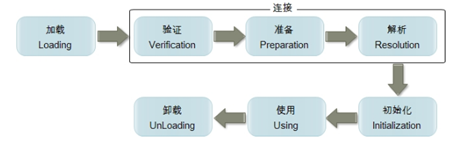 连接
加载
Loading
验证
Verification
准备
Preparation
解析
Resolution
初始化
Initialization
使用
Using
卸载
UnLoading